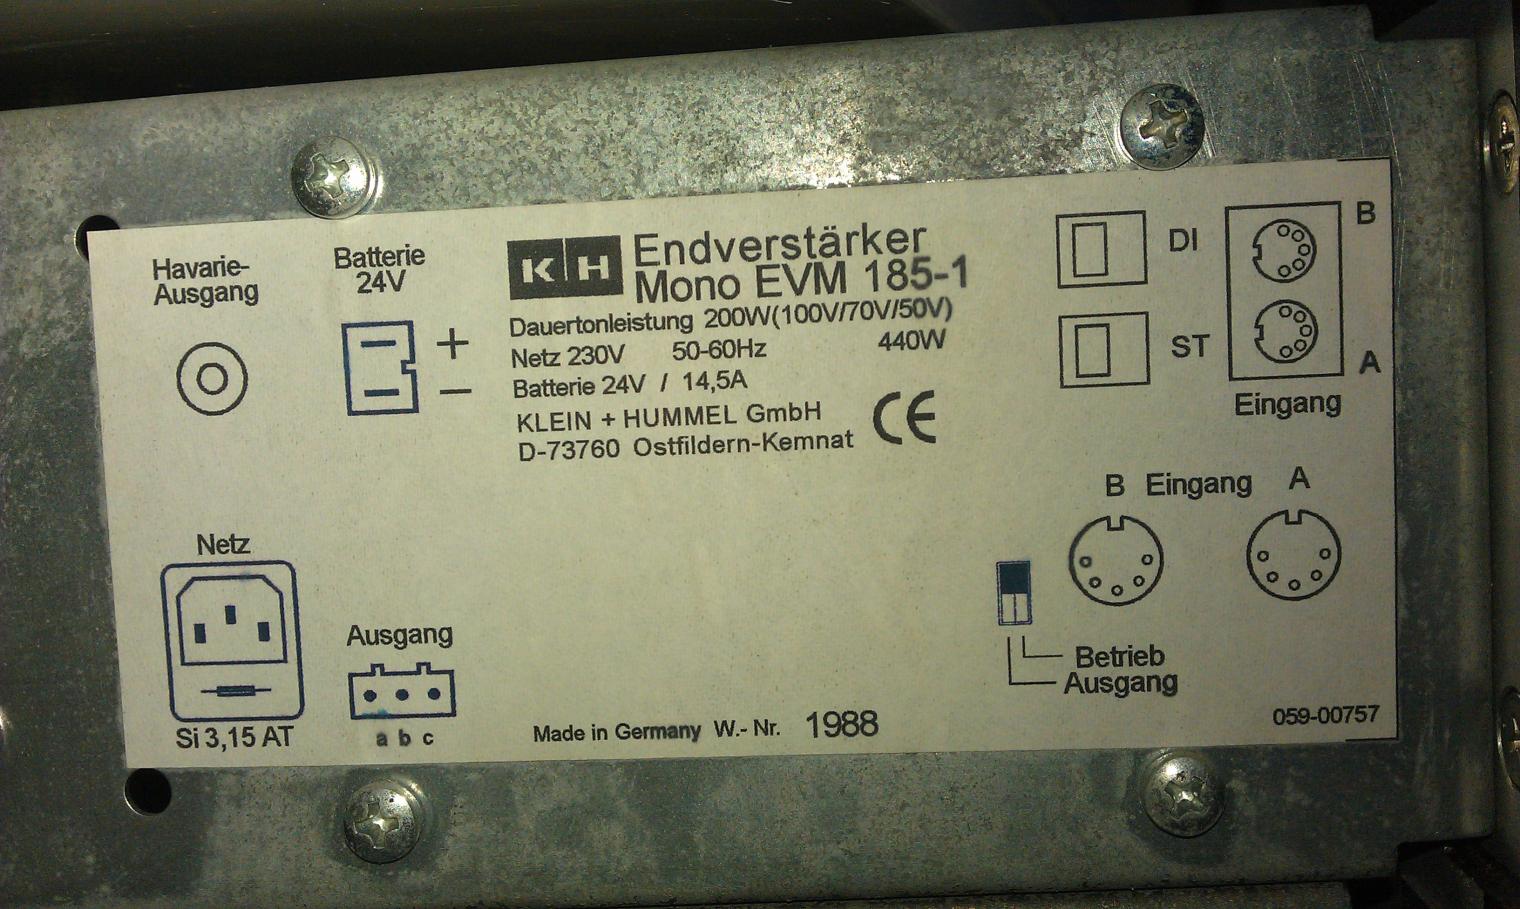 Havarie-
Ausgang
Batterie
24V
+
−
KH
Endverstärker
Mono EVM 185-1
Dauertonleistung 200W(100V/70V/50V)
Netz 230V 50-60Hz 440W
Batterie 24V / 14,5A
KLEIN + HUMMEL GmbH
D-73760 Ostfildern-Kemnat
CE
DI
ST
B
A
Eingang
B Eingang A
Betrieb
Ausgang
Netz
Si 3,15 AT
Ausgang
a b c
Made in Germany W.- Nr. 1988
059-00757